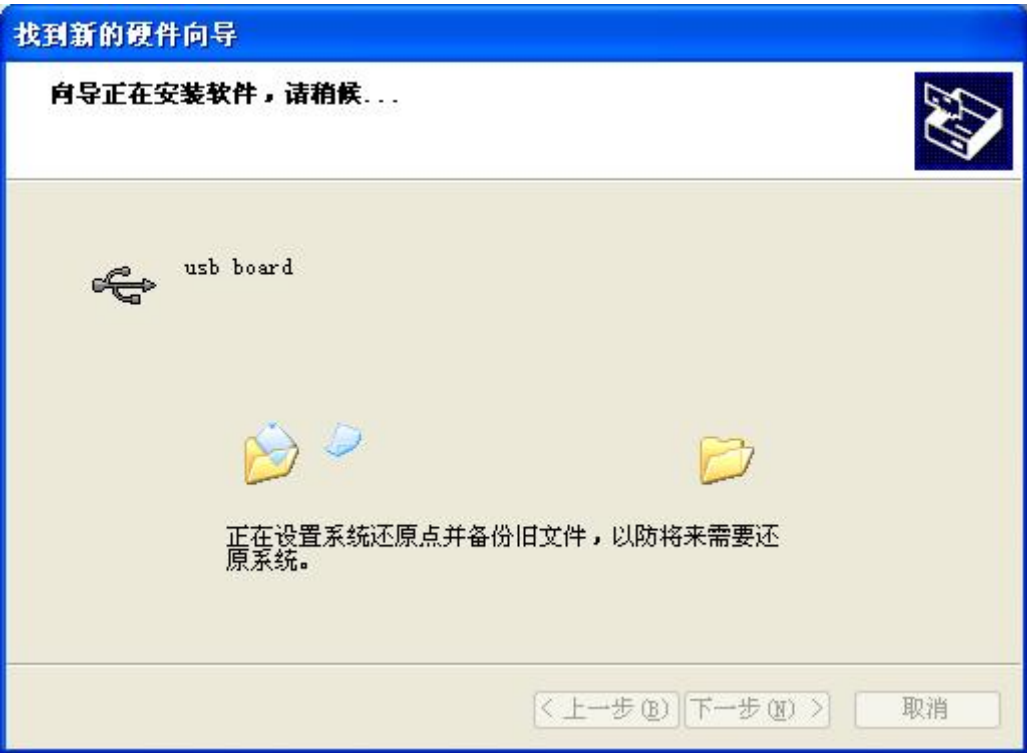 找到新的硬件向导
向导正在安装软件，请稍候...
usb board
正在设置系统还原点并备份旧文件，以防将来需要还
原系统。
< 上一步(B) 下一步(N) > 取消